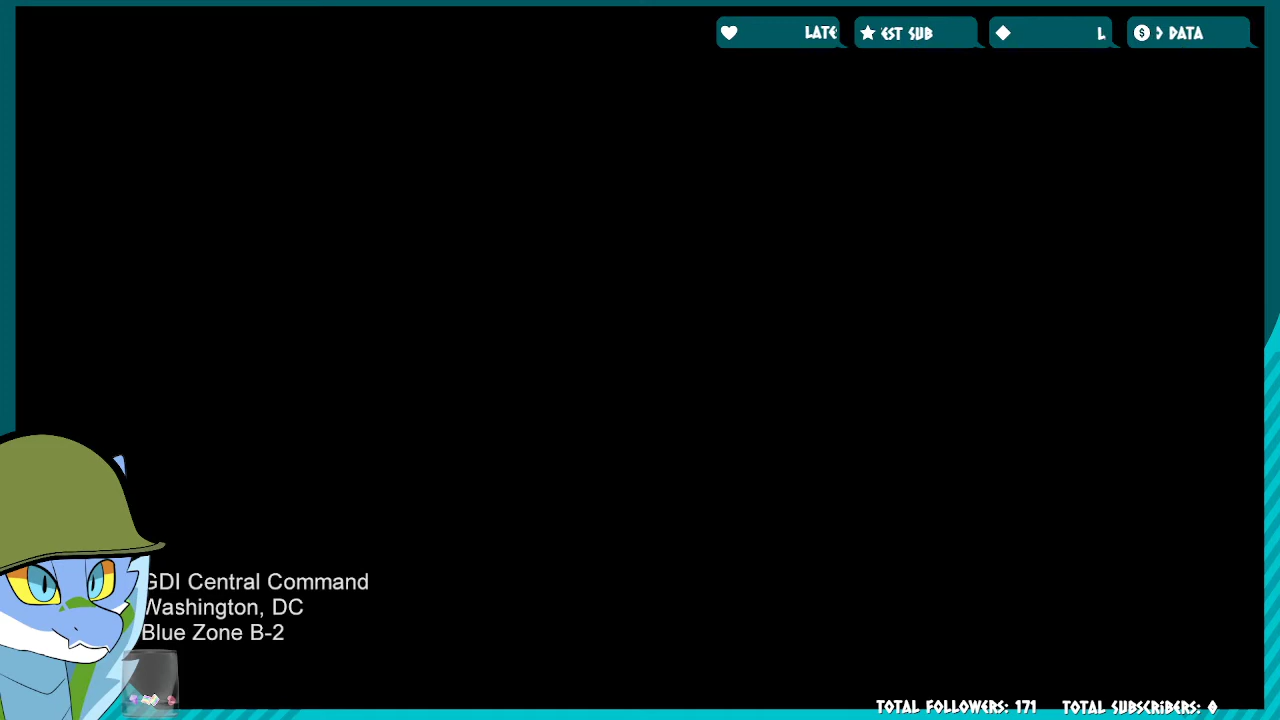 LATE
EST SUB
L
DATA
GDI Central Command
Washington, DC
Blue Zone B-2
TOTAL FOLLOWERS: 171 TOTAL SUBSCRIBERS: 0